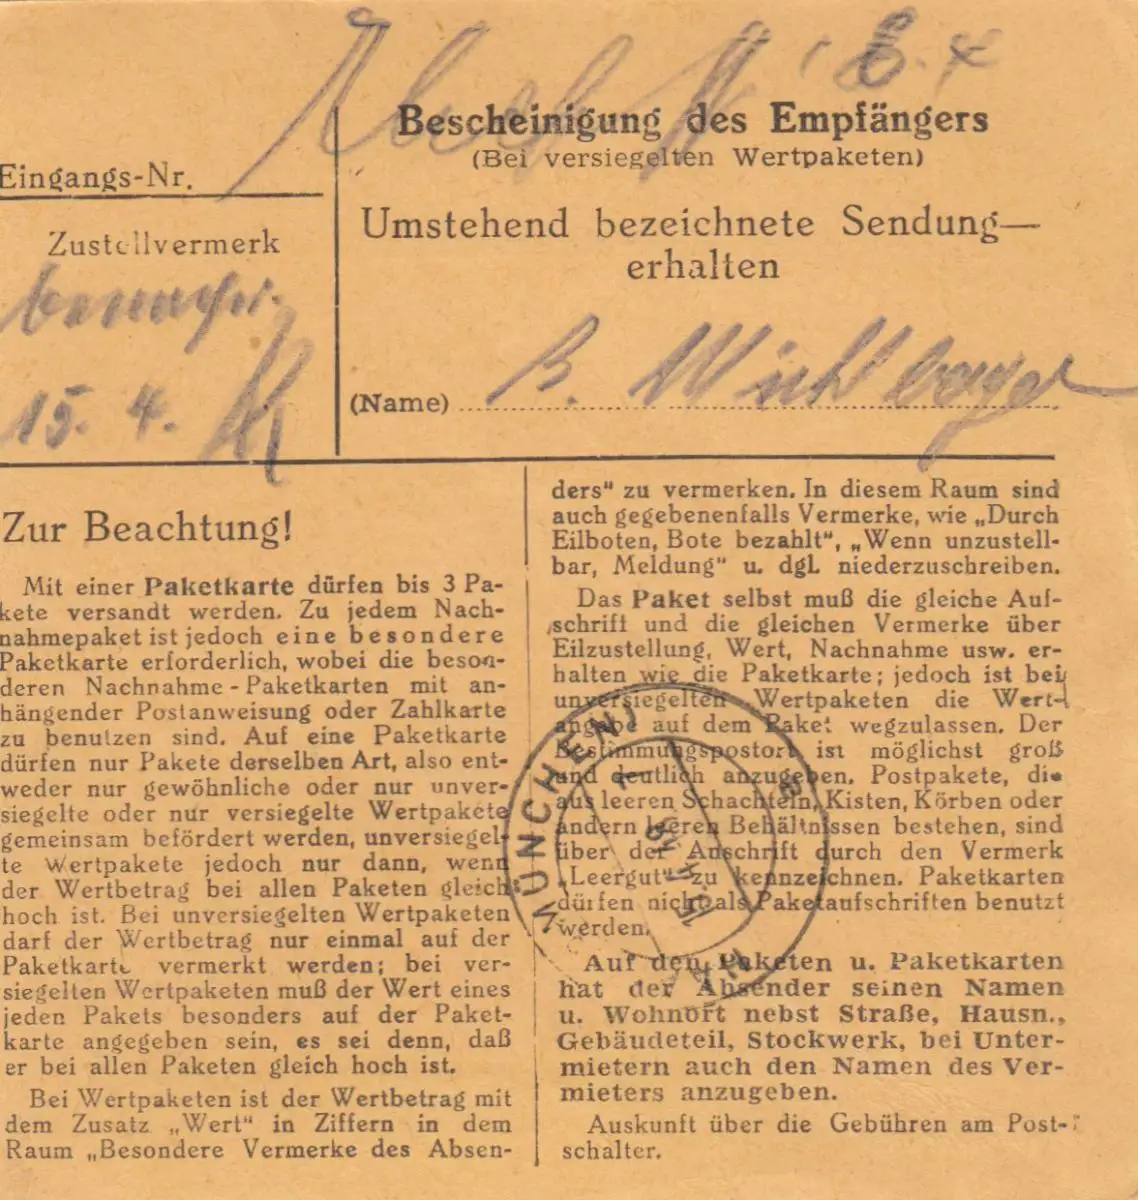 Eingangs-Nr.
Zustellvermerk
15. 4.
Bescheinigung des Empfängers
(Bei versiegelten Wertpaketen)
Umstehend bezeichnete Sendung—
erhalten
(Name) B.
Zur Beachtung!
Mit einer Paketkarte dürfen bis 3 Pa-
kete versandt werden. Zu jedem Nach-
nahmepaket ist jedoch eine besondere
Paketkarte erforderlich, wobei die beson-
deren Nachnahme-Paketkarten mit an-
hängender Postanweisung oder Zahlkarte
zu benutzen sind. Auf eine Paketkarte
dürfen nur Pakete derselben Art, also ent-
weder nur gewöhnliche oder nur unver-
siegelte oder nur versiegelte Wertpakete
gemeinsam befördert werden, unversiegel-
te Wertpakete jedoch nur dann, wenn
der Wertbetrag bei allen Paketen gleich
hoch ist. Bei unversiegelten Wertpaketen
darf der Wertbetrag nur einmal auf der
Paketkarte vermerkt werden; bei ver-
siegelten Wertpaketen muß der Wert eines
jeden Pakets besonders auf der Paket-
karte angegeben sein, es sei denn, daß
er bei allen Paketen gleich hoch ist.
Bei Wertpaketen ist der Wertbetrag mit
dem Zusatz „Wert" in Ziffern in dem
Raum „Besondere Vermerke des Absen-
ders" zu vermerken. In diesem Raum sind
auch gegebenenfalls Vermerke, wie „Durch
Eilboten, Bote bezahlt", „Wenn unzustell-
bar, Meldung" u. dgl. niederzuschreiben.
Das Paket selbst muß die gleiche Auf-
schrift und die gleichen Vermerke über
Eilzustellung, Wert, Nachnahme usw. er-
halten wie die Paketkarte; jedoch ist bei
unversiegelten Wertpaketen die Wert-
angabe auf dem Paket wegzulassen. Der
Bestimmungspostort ist möglichst groß
und deutlich anzugeben. Postpakete, die
aus leeren Schachteln, Kisten, Körben oder
andern leeren Behältnissen bestehen, sind
über der Anschrift durch den Vermerk
„Leergut" zu kennzeichnen. Paketkarten
dürfen nicht als Paketaufschriften benutzt
werden.
Auf den Paketen u. Paketkarten
hat der Absender seinen Namen
u. Wohnort nebst Straße, Hausn.,
Gebäudeteil, Stockwerk, bei Unter-
mietern auch den Namen des Ver-
mieters anzugeben.
Auskunft über die Gebühren am Post-
schalter.
MÜNCHEN